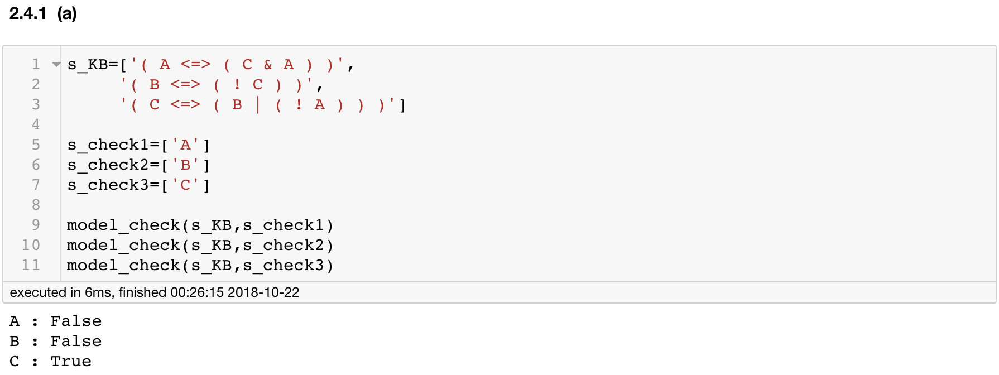 2.4.1 (a)
1 s_KB=['( A <=> ( C & A ) )',
2 '( B <=> ( ! C ) )',
3 '( C <=> ( B | ( ! A ) ) )']
4
5 s_check1=['A']
6 s_check2=['B']
7 s_check3=['C']
8
9 model_check(s_KB,s_check1)
10 model_check(s_KB,s_check2)
11 model_check(s_KB,s_check3)
executed in 6ms, finished 00:26:15 2018-10-22
A : False
B : False
C : True